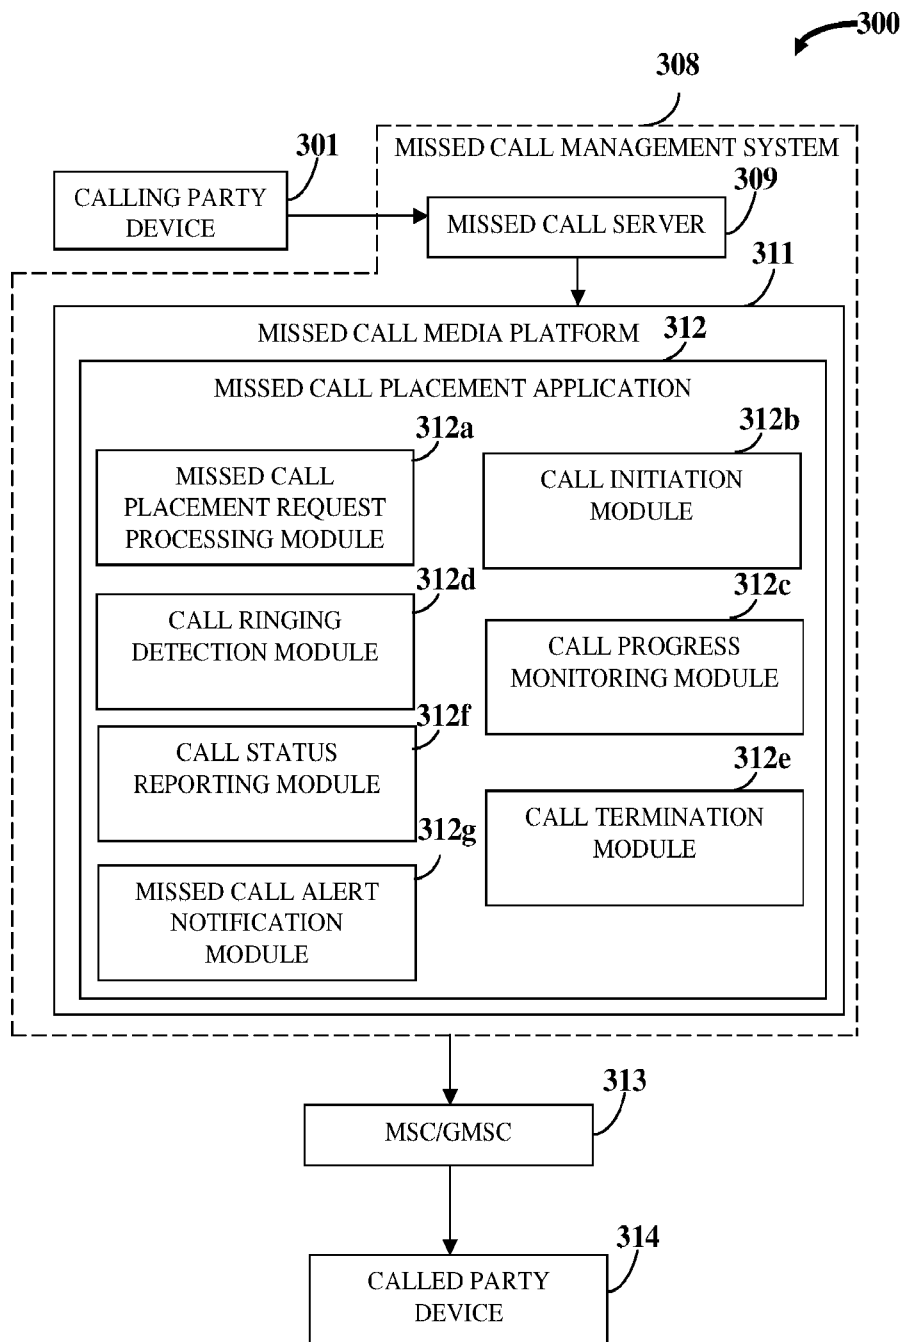 300
308
MISSED CALL MANAGEMENT SYSTEM
301
CALLING PARTY
DEVICE
309
MISSED CALL SERVER
311
MISSED CALL MEDIA PLATFORM
312
MISSED CALL PLACEMENT APPLICATION
312a
MISSED CALL
PLACEMENT REQUEST
PROCESSING MODULE
312b
CALL INITIATION
MODULE
312d
CALL RINGING
DETECTION MODULE
312c
CALL PROGRESS
MONITORING MODULE
312f
CALL STATUS
REPORTING MODULE
312e
CALL TERMINATION
MODULE
312g
MISSED CALL ALERT
NOTIFICATION
MODULE
313
MSC/GMSC
314
CALLED PARTY
DEVICE